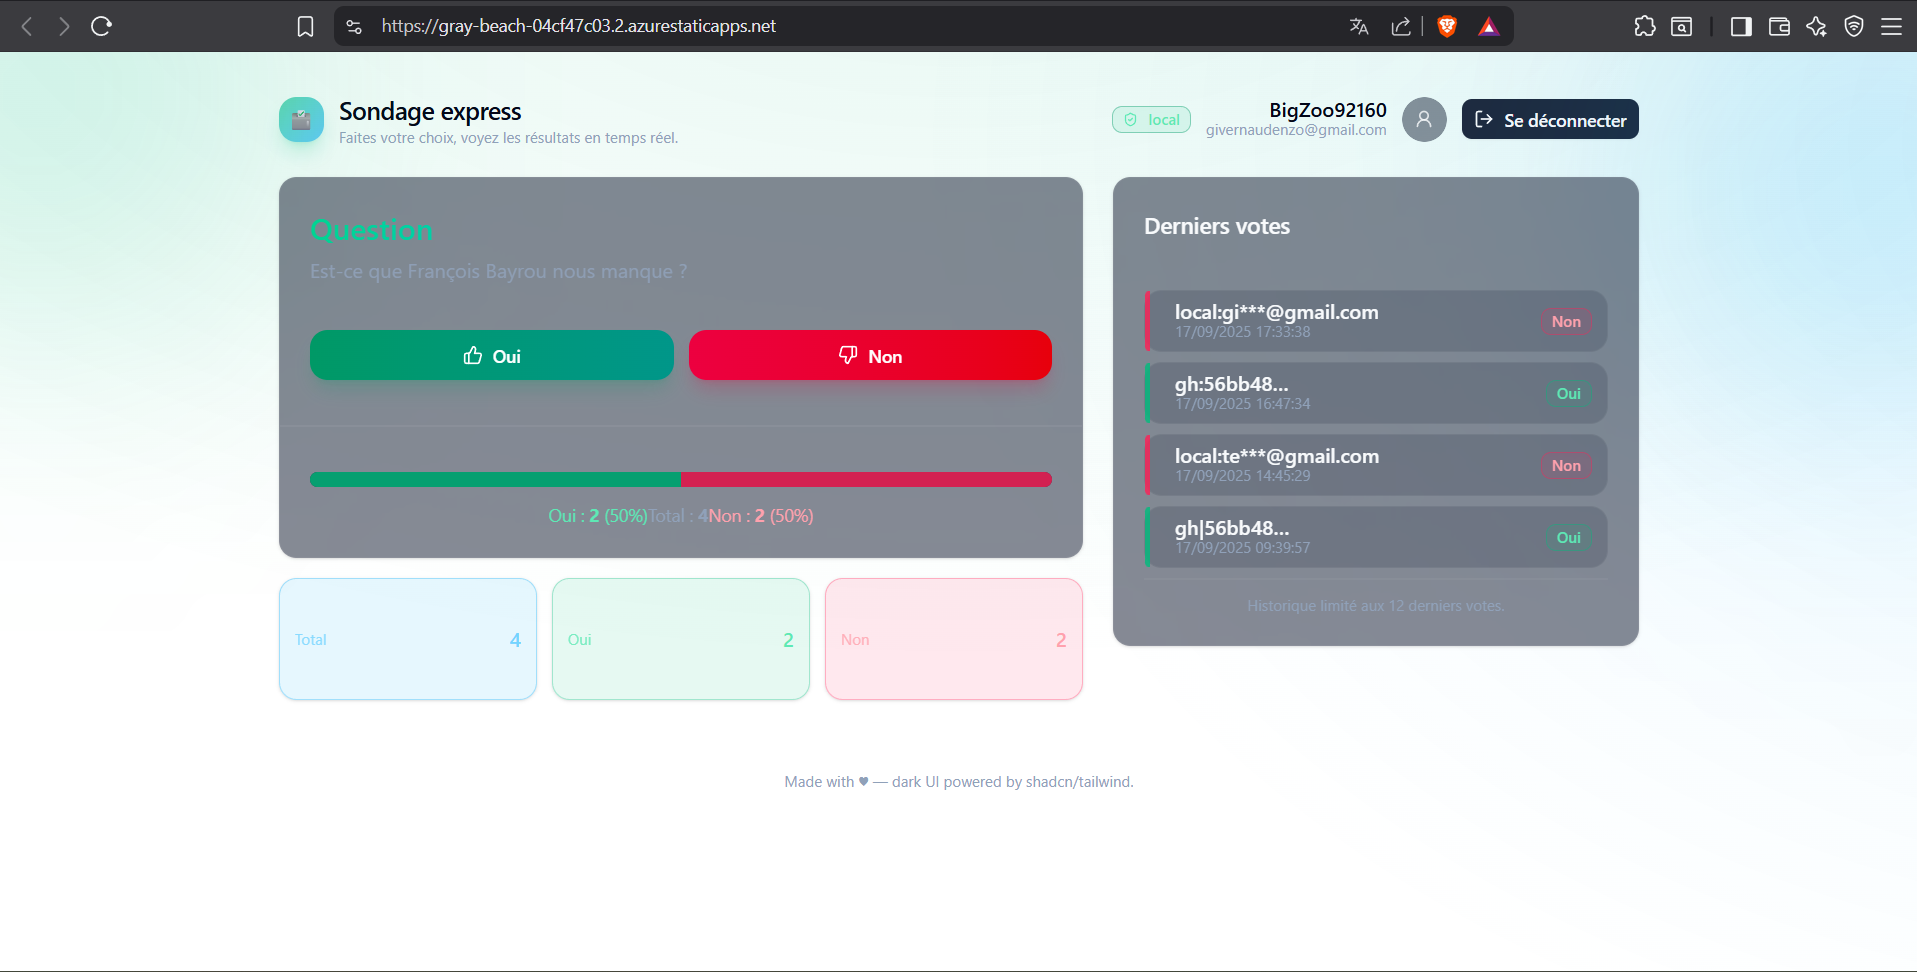 https://gray-beach-04cf47c03.2.azurestaticapps.net
Sondage express
Faites votre choix, voyez les résultats en temps réel.
local
BigZoo92160
givernaudenzo@gmail.com
Se déconnecter
Question
Est-ce que François Bayrou nous manque ?
Oui
Non
Oui : 2 (50%)Total : 4Non : 2 (50%)
Total 4
Oui 2
Non 2
Derniers votes
local:gi***@gmail.com
17/09/2025 17:33:38
Non
gh:56bb48...
17/09/2025 16:47:34
Oui
local:te***@gmail.com
17/09/2025 14:45:29
Non
gh|56bb48...
17/09/2025 09:39:57
Oui
Historique limité aux 12 derniers votes.
Made with ♥ — dark UI powered by shadcn/tailwind.